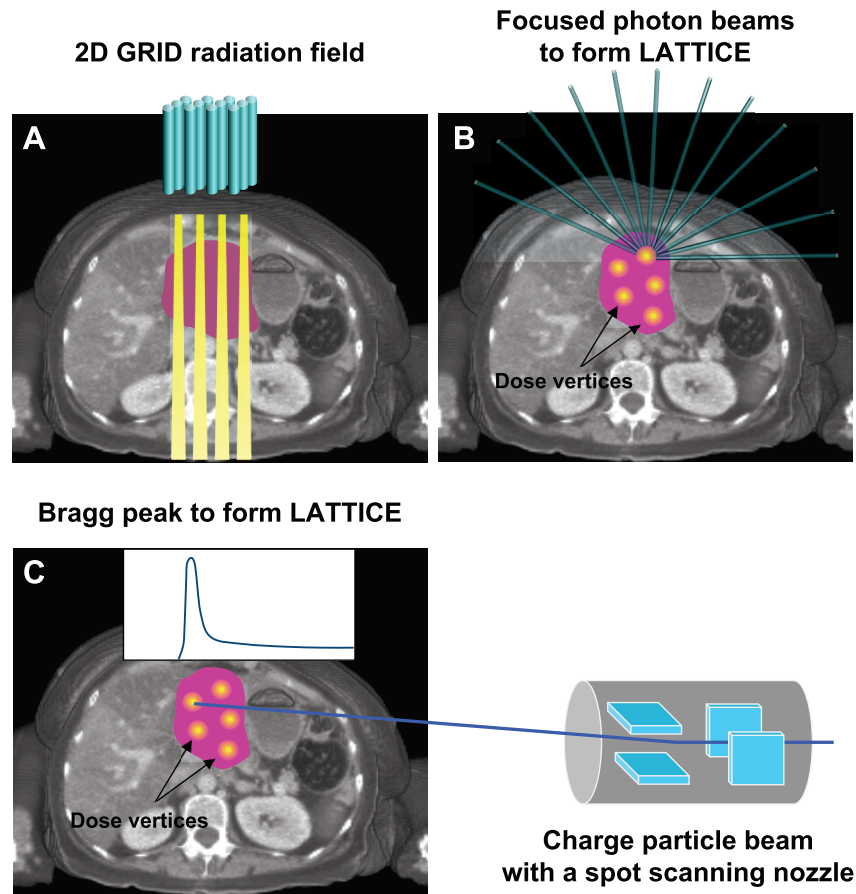 2D GRID radiation field
Focused photon beams
to form LATTICE
A
B
Dose vertices
Bragg peak to form LATTICE
C
Dose vertices
Charge particle beam
with a spot scanning nozzle